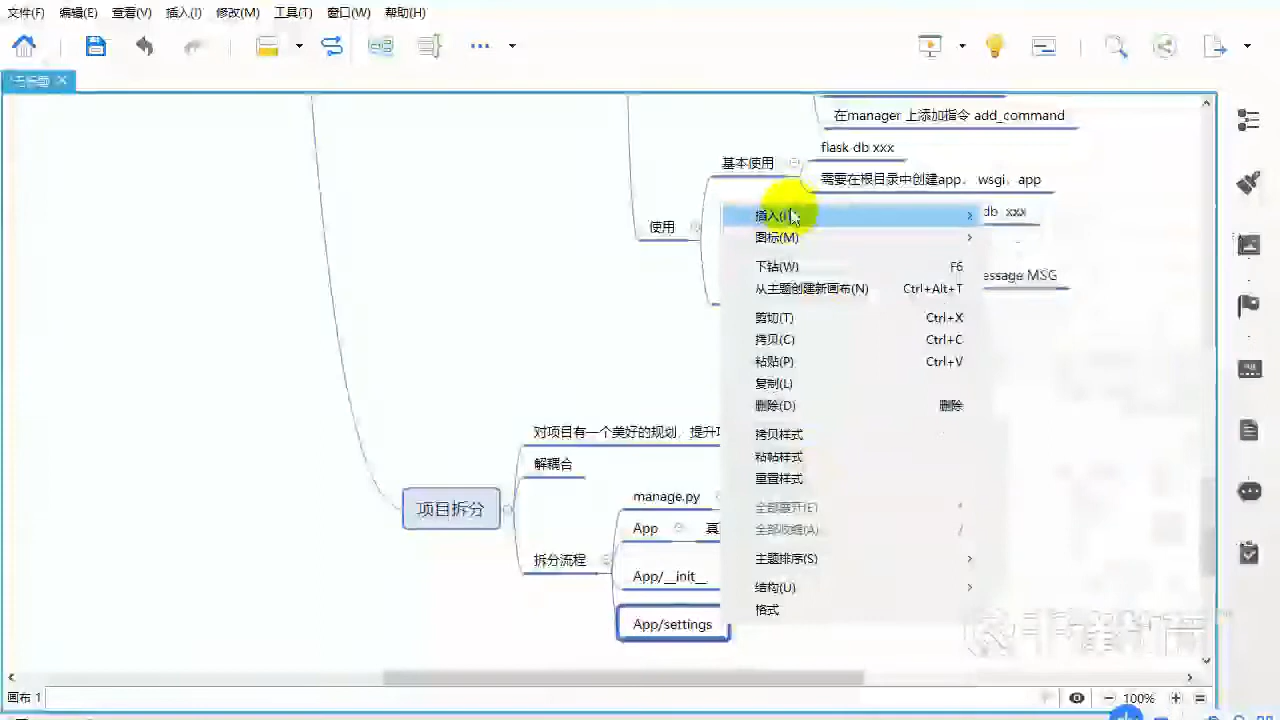 文件(F) 编辑(E) 查看(V) 插入(I) 修改(M) 工具(T) 窗口(W) 帮助(H)
在manager 上添加指令 add_command
flask db xxx
基本使用
需要在根目录中创建app、wsgi、app
db xxx
使用
essage MSG
插入(I)
图标(M)
下钻(W) F6
从主题创建新画布(N) Ctrl+Alt+T
剪切(T) Ctrl+X
拷贝(C) Ctrl+C
粘贴(P) Ctrl+V
复制(L)
删除(D) 删除
拷贝样式
粘帖样式
重置样式
全部展开(E) *
全部收缩(A) /
主题排序(S)
结构(U)
格式
对项目有一个美好的规划，提升
解耦合
项目拆分
manage.py
App
拆分流程
App/__init__
App/settings
画布 1
100%